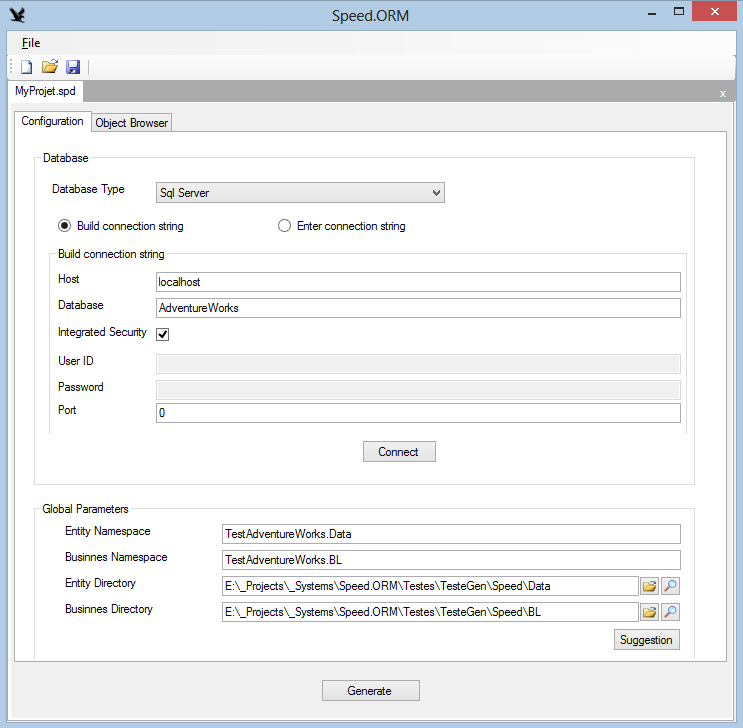 Speed.ORM
File
MyProjet.spd
x
Configuration
Object Browser
Database
Database Type
Sql Server
Build connection string
Enter connection string
Build connection string
Host
localhost
Database
AdventureWorks
Integrated Security
User ID
Password
Port
0
Connect
Global Parameters
Entity Namespace
TestAdventureWorks.Data
Businnes Namespace
TestAdventureWorks.BL
Entity Directory
E:\_Projects\_Systems\Speed.ORM\Testes\TesteGen\Speed\Data
Businnes Directory
E:\_Projects\_Systems\Speed.ORM\Testes\TesteGen\Speed\BL
Suggestion
Generate